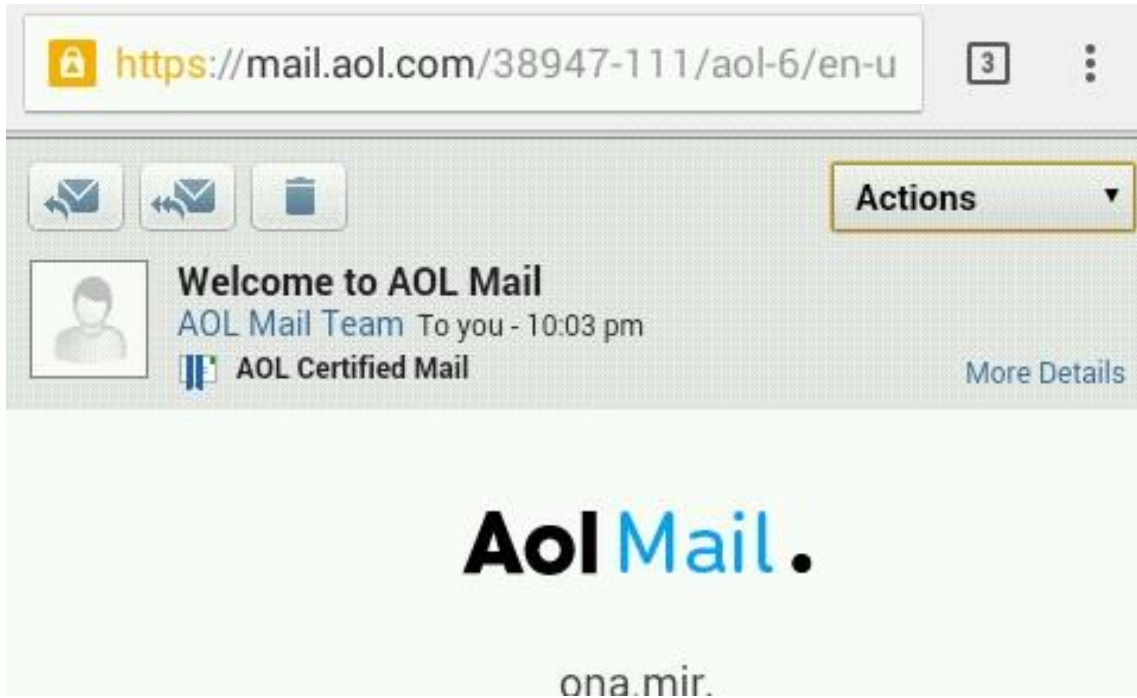 https://mail.aol.com/38947-111/aol-6/en-u
3
Actions
Welcome to AOL Mail
AOL Mail Team To you - 10:03 pm
AOL Certified Mail
More Details
Aol Mail.
ona.mir.